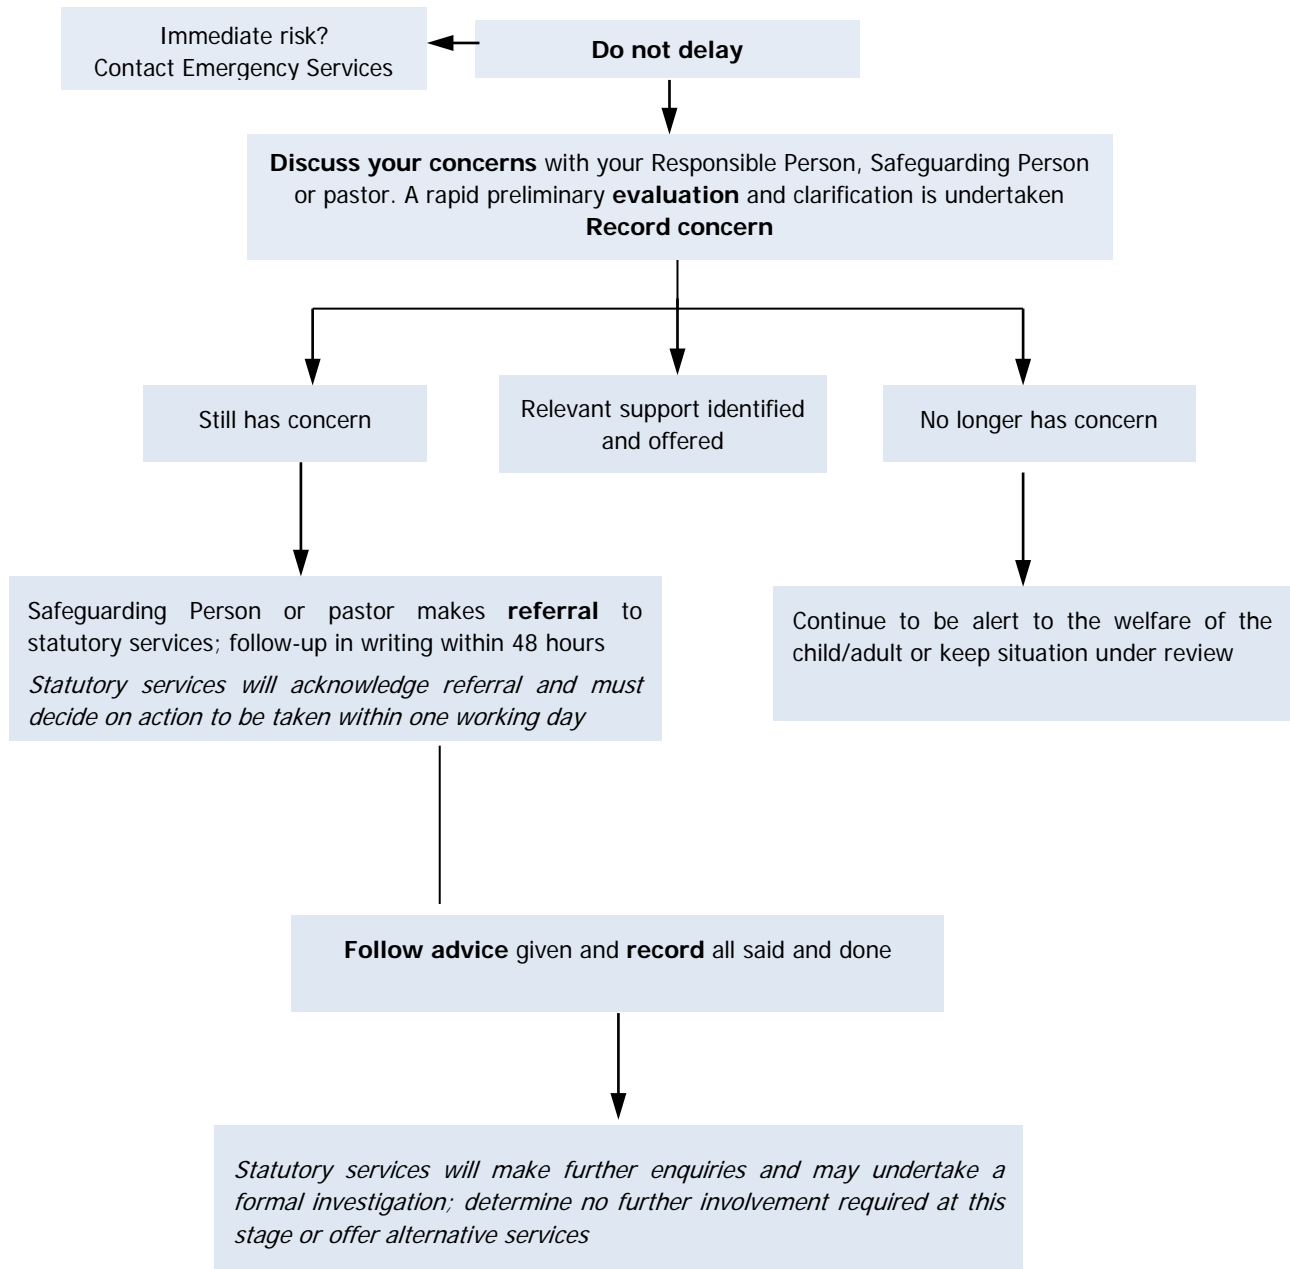 Immediate risk?
Contact Emergency Services
Do not delay
Discuss your concerns with your Responsible Person, Safeguarding Person
or pastor. A rapid preliminary evaluation and clarification is undertaken
Record concern
Still has concern
Relevant support identified
and offered
No longer has concern
Safeguarding Person or pastor makes referral to
statutory services; follow-up in writing within 48 hours
Statutory services will acknowledge referral and must
decide on action to be taken within one working day
Continue to be alert to the welfare of the
child/adult or keep situation under review
Follow advice given and record all said and done
Statutory services will make further enquiries and may undertake a
formal investigation; determine no further involvement required at this
stage or offer alternative services